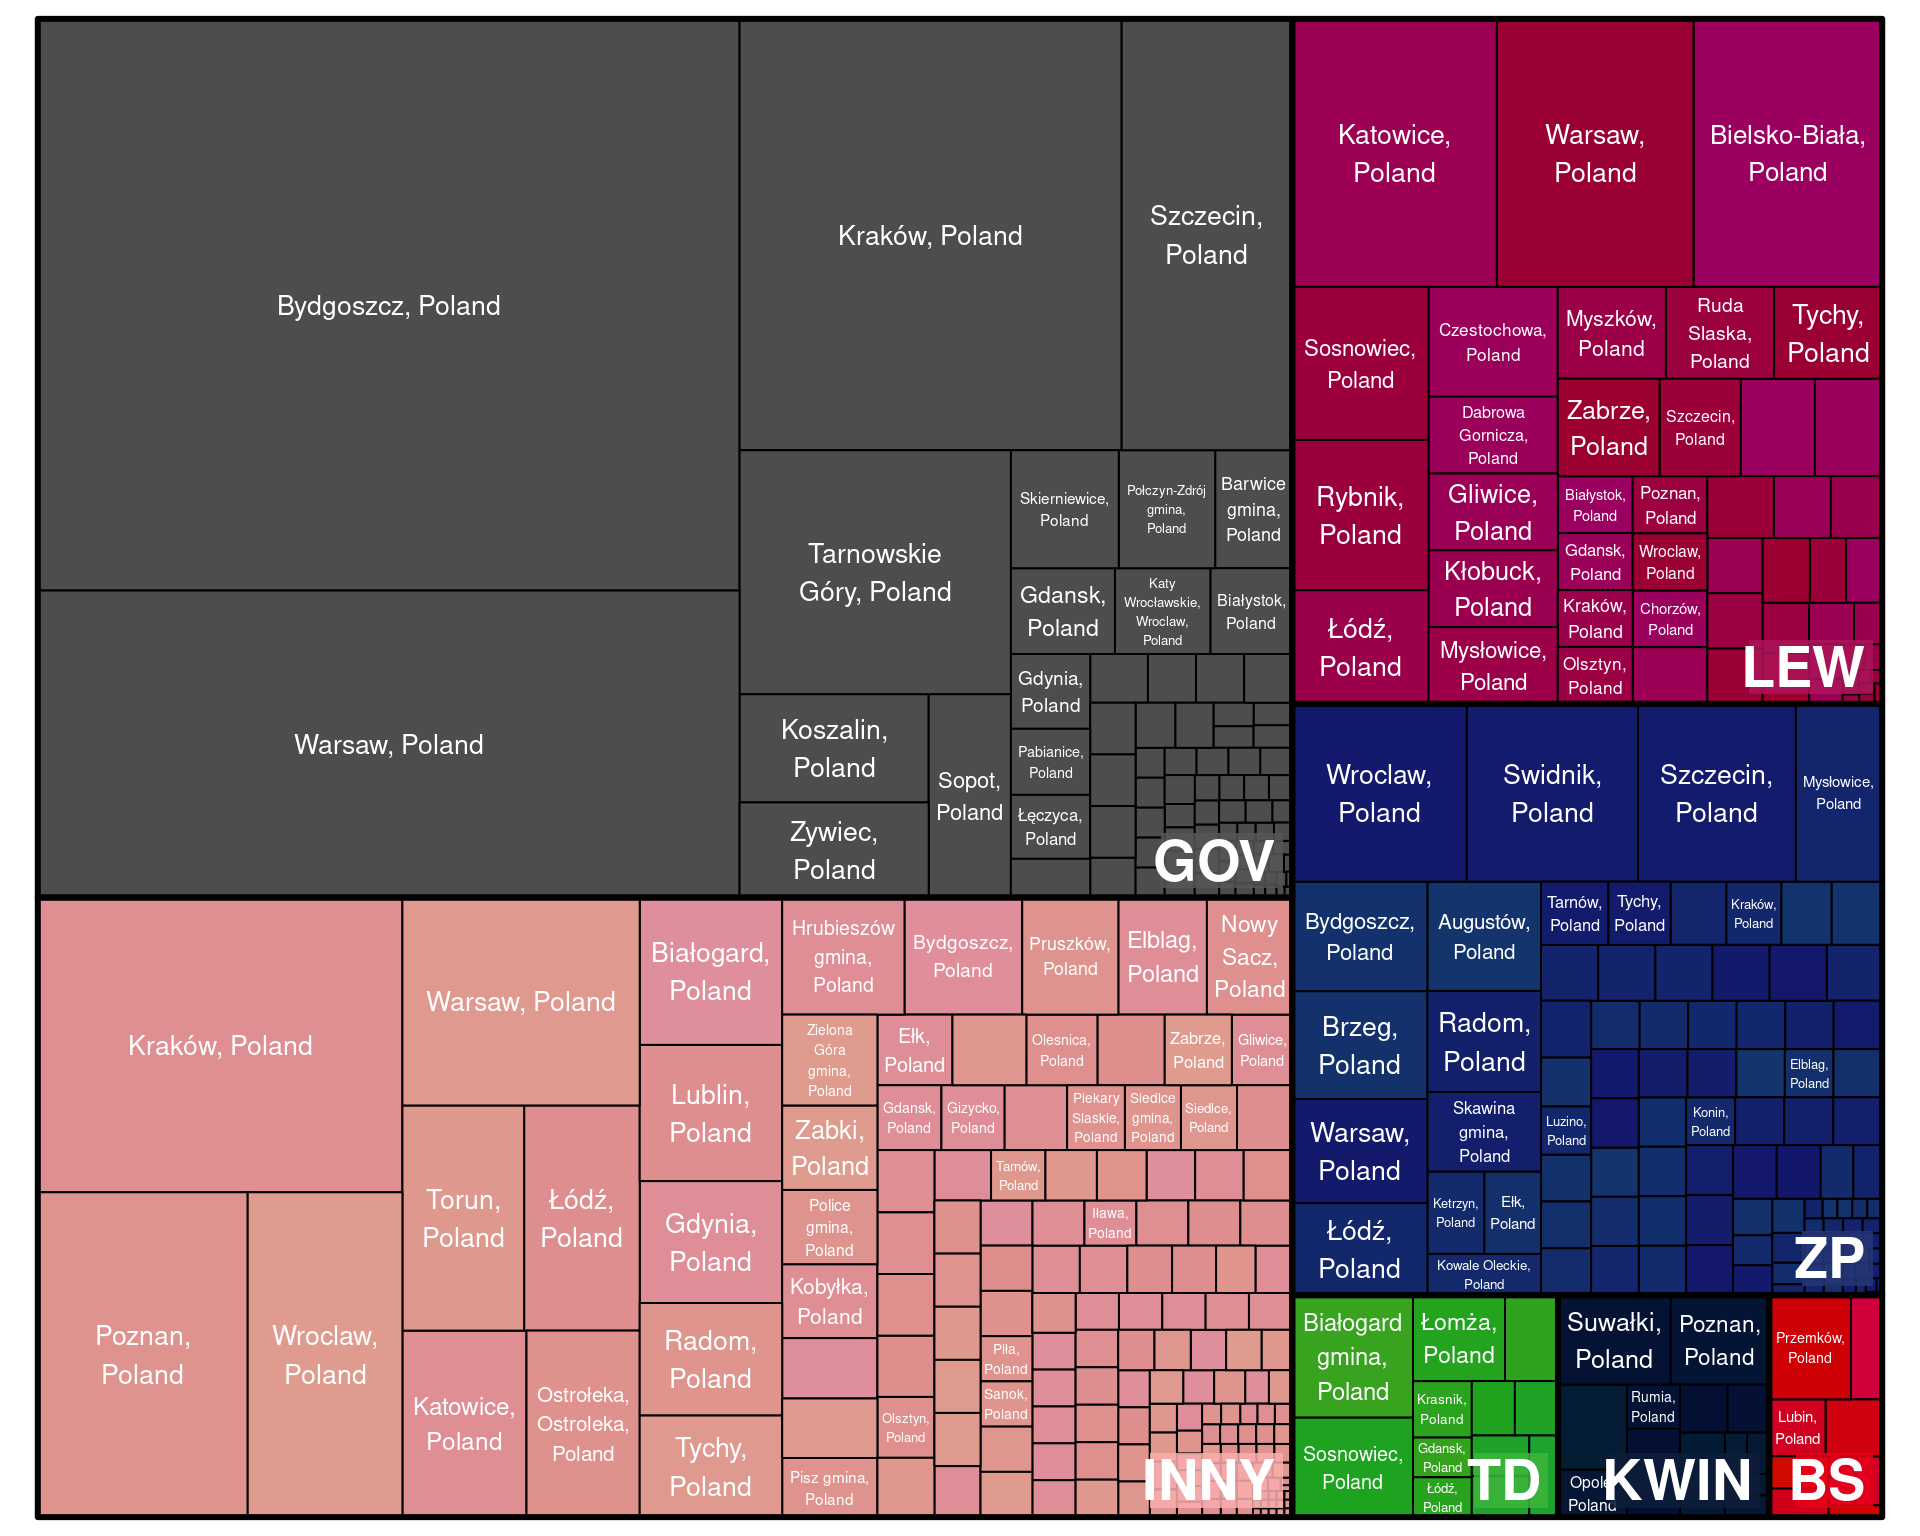 Bydgoszcz, Poland
Warsaw, Poland
Kraków, Poland
Szczecin,
Poland
Tarnowskie
Góry, Poland
Koszalin,
Poland
Zywiec,
Poland
Sopot,
Poland
Skierniewice,
Poland
Połczyn-Zdrój
gmina,
Poland
Barwice
gmina,
Poland
Gdansk,
Poland
Katy
Wrocławskie,
Wroclaw,
Poland
Białystok,
Poland
Gdynia,
Poland
Pabianice,
Poland
Łęczyca,
Poland
GOV
Katowice,
Poland
Warsaw,
Poland
Bielsko-Biała,
Poland
Sosnowiec,
Poland
Rybnik,
Poland
Łódź,
Poland
Czestochowa,
Poland
Dabrowa
Gornicza,
Poland
Gliwice,
Poland
Kłobuck,
Poland
Mysłowice,
Poland
Myszków,
Poland
Ruda
Slaska,
Poland
Tychy,
Poland
Zabrze,
Poland
Szczecin,
Poland
Białystok,
Poland
Poznan,
Poland
Gdansk,
Poland
Wroclaw,
Poland
Kraków,
Poland
Chorzów,
Poland
Olsztyn,
Poland
LEW
Kraków, Poland
Poznan,
Poland
Wroclaw,
Poland
Warsaw, Poland
Torun,
Poland
Łódź,
Poland
Katowice,
Poland
Ostrołeka,
Ostroleka,
Poland
Białogard,
Poland
Lublin,
Poland
Gdynia,
Poland
Radom,
Poland
Tychy,
Poland
Hrubieszów
gmina,
Poland
Bydgoszcz,
Poland
Pruszków,
Poland
Elblag,
Poland
Nowy
Sacz,
Poland
Zielona
Góra
gmina,
Poland
Zabki,
Poland
Police
gmina,
Poland
Kobyłka,
Poland
Pisz gmina,
Poland
Ełk,
Poland
Olesnica,
Poland
Zabrze,
Poland
Gliwice,
Poland
Gdansk,
Poland
Gizycko,
Poland
Piekary
Slaskie,
Poland
Siedlce
gmina,
Poland
Siedlce,
Poland
Tarnów,
Poland
Iława,
Poland
Piła,
Poland
Sanok,
Poland
Olsztyn,
Poland
INNY
Wroclaw,
Poland
Swidnik,
Poland
Szczecin,
Poland
Mysłowice,
Poland
Bydgoszcz,
Poland
Augustów,
Poland
Brzeg,
Poland
Radom,
Poland
Warsaw,
Poland
Skawina
gmina,
Poland
Łódź,
Poland
Ketrzyn,
Poland
Ełk,
Poland
Kowale Oleckie,
Poland
Tarnów,
Poland
Tychy,
Poland
Kraków,
Poland
Elblag,
Poland
Luzino,
Poland
Konin,
Poland
ZP
Białogard
gmina,
Poland
Sosnowiec,
Poland
Łomża,
Poland
Krasnik,
Poland
Gdansk,
Poland
Łódź,
Poland
TD
Suwałki,
Poland
Poznan,
Poland
Rumia,
Poland
Opole,
Poland
KWIN
Przemków,
Poland
Lubin,
Poland
BS